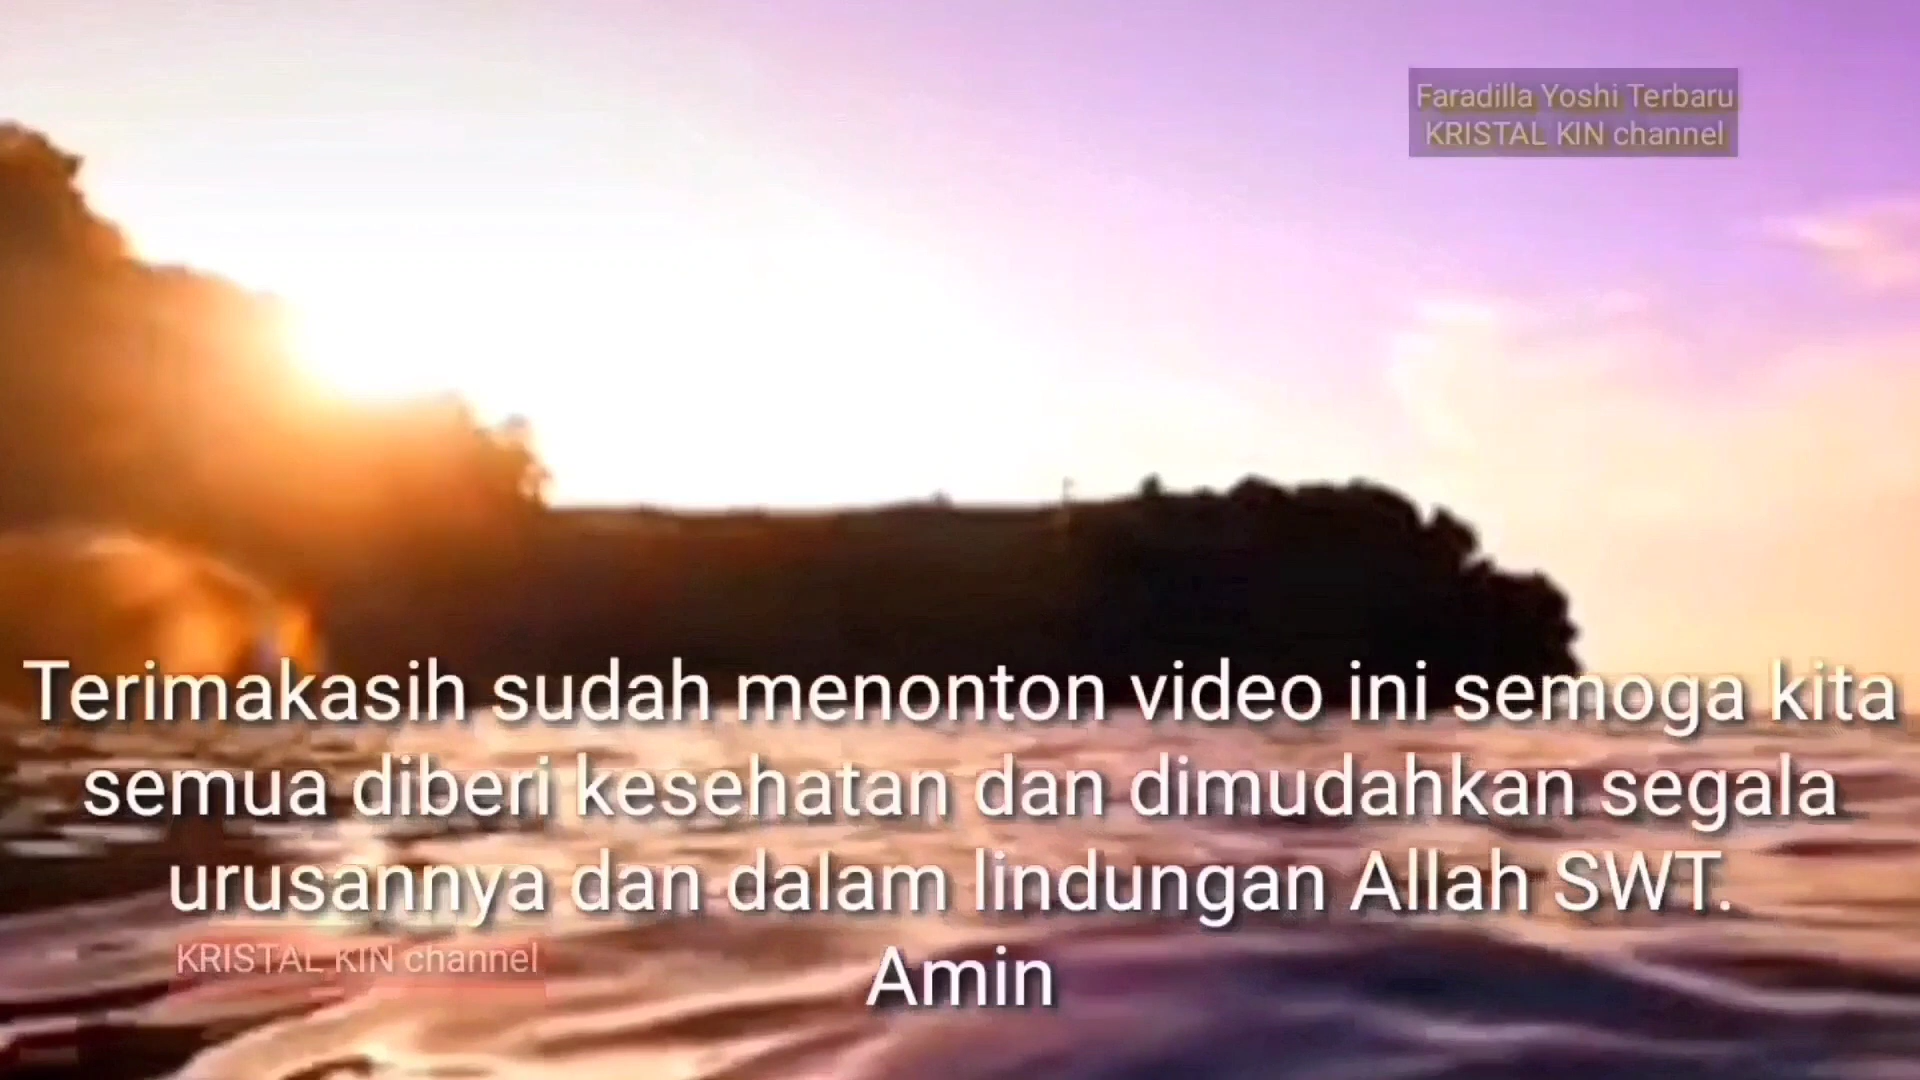 Faradilla Yoshi Terbaru
KRISTAL KIN channel
Terimakasih sudah menonton video ini semoga kita
semua diberi kesehatan dan dimudahkan segala
urusannya dan dalam lindungan Allah SWT.
Amin
KRISTAL KIN channel